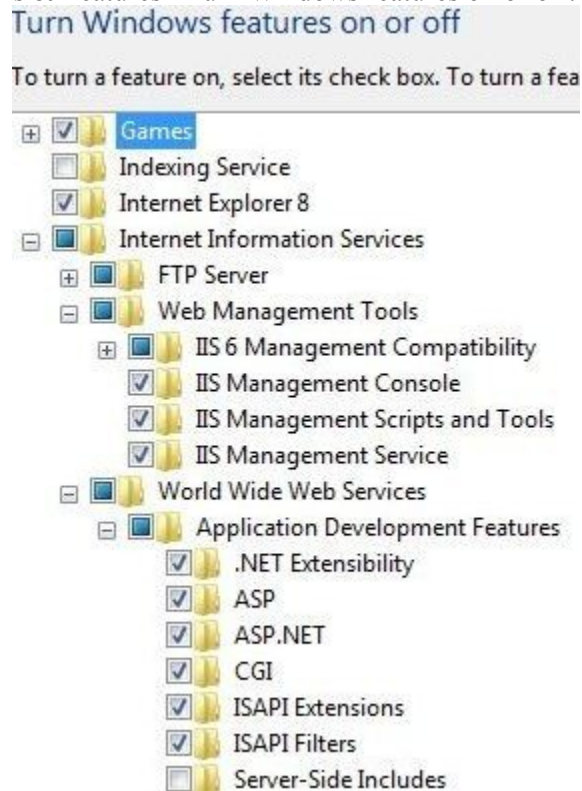 Turn Windows features on or off
To turn a feature on, select its check box. To turn a fea
Games
Indexing Service
Internet Explorer 8
Internet Information Services
FTP Server
Web Management Tools
IIS 6 Management Compatibility
IIS Management Console
IIS Management Scripts and Tools
IIS Management Service
World Wide Web Services
Application Development Features
.NET Extensibility
ASP
ASP.NET
CGI
ISAPI Extensions
ISAPI Filters
Server-Side Includes